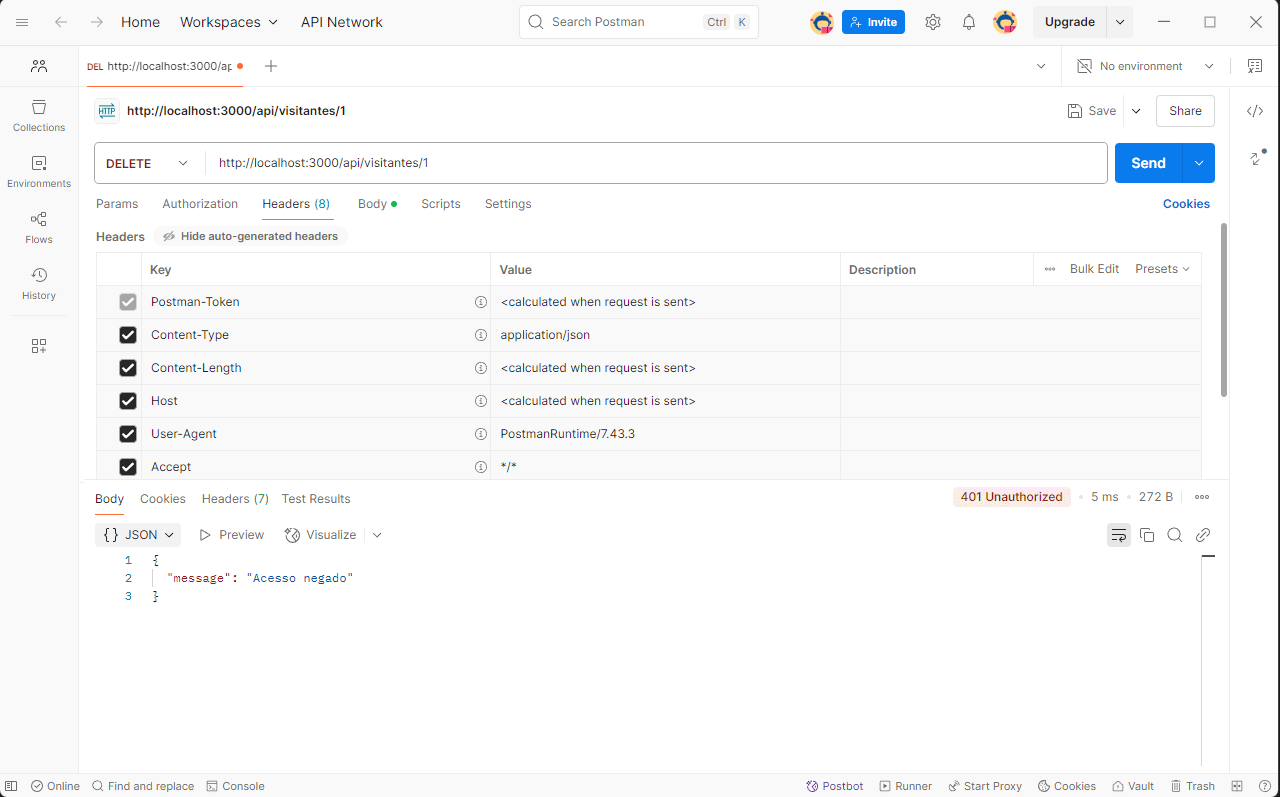 Home Workspaces API Network Search Postman Ctrl K Invite Upgrade
DEL http://localhost:3000/ap No environment
Collections
Environments
Flows
History
HTTP http://localhost:3000/api/visitantes/1 Save Share
DELETE http://localhost:3000/api/visitantes/1 Send
Params Authorization Headers (8) Body Scripts Settings Cookies
Headers Hide auto-generated headers
Key Value Description Bulk Edit Presets
Postman-Token <calculated when request is sent>
Content-Type application/json
Content-Length <calculated when request is sent>
Host <calculated when request is sent>
User-Agent PostmanRuntime/7.43.3
Accept */*
Body Cookies Headers (7) Test Results 401 Unauthorized 5 ms 272 B
{} JSON Preview Visualize
1 {
2 "message": "Acesso negado"
3 }
Online Find and replace Console Postbot Runner Start Proxy Cookies Vault Trash